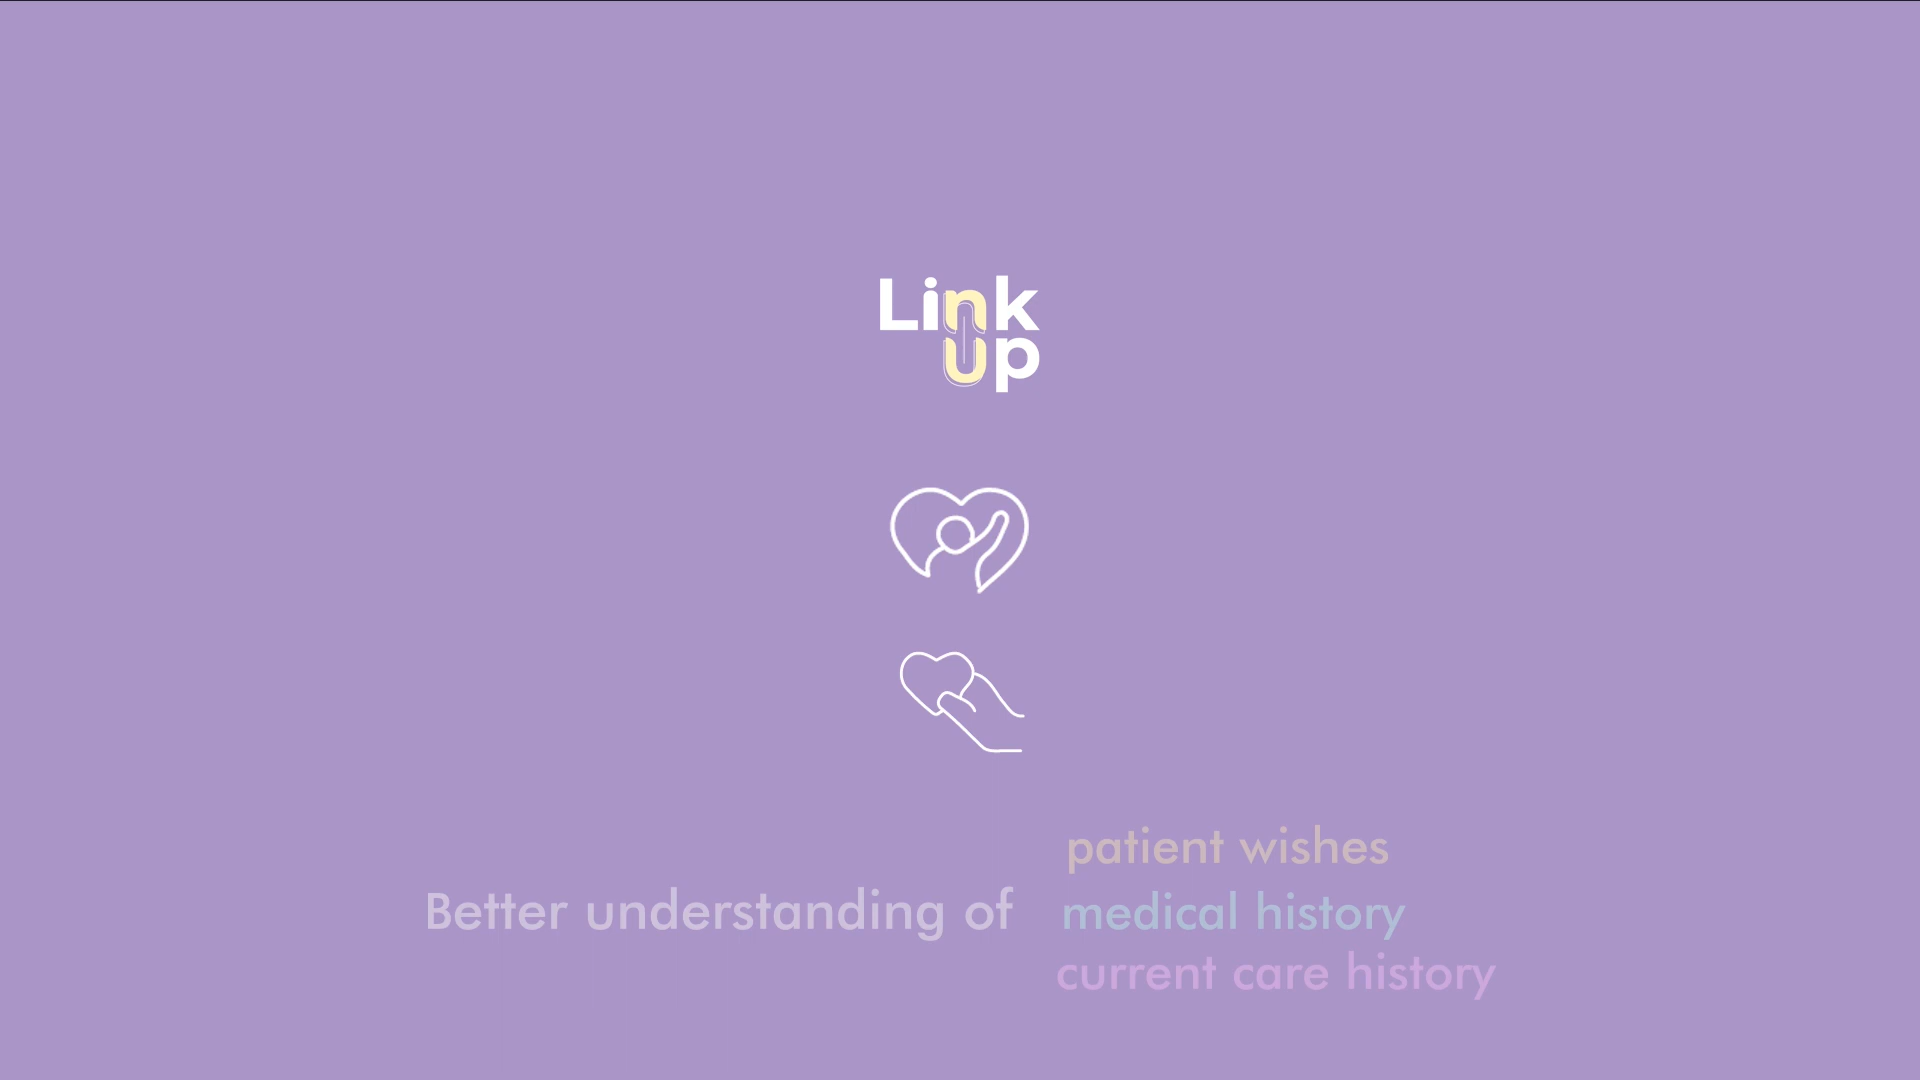 Link
Up
patient wishes
Better understanding of medical history
current care history